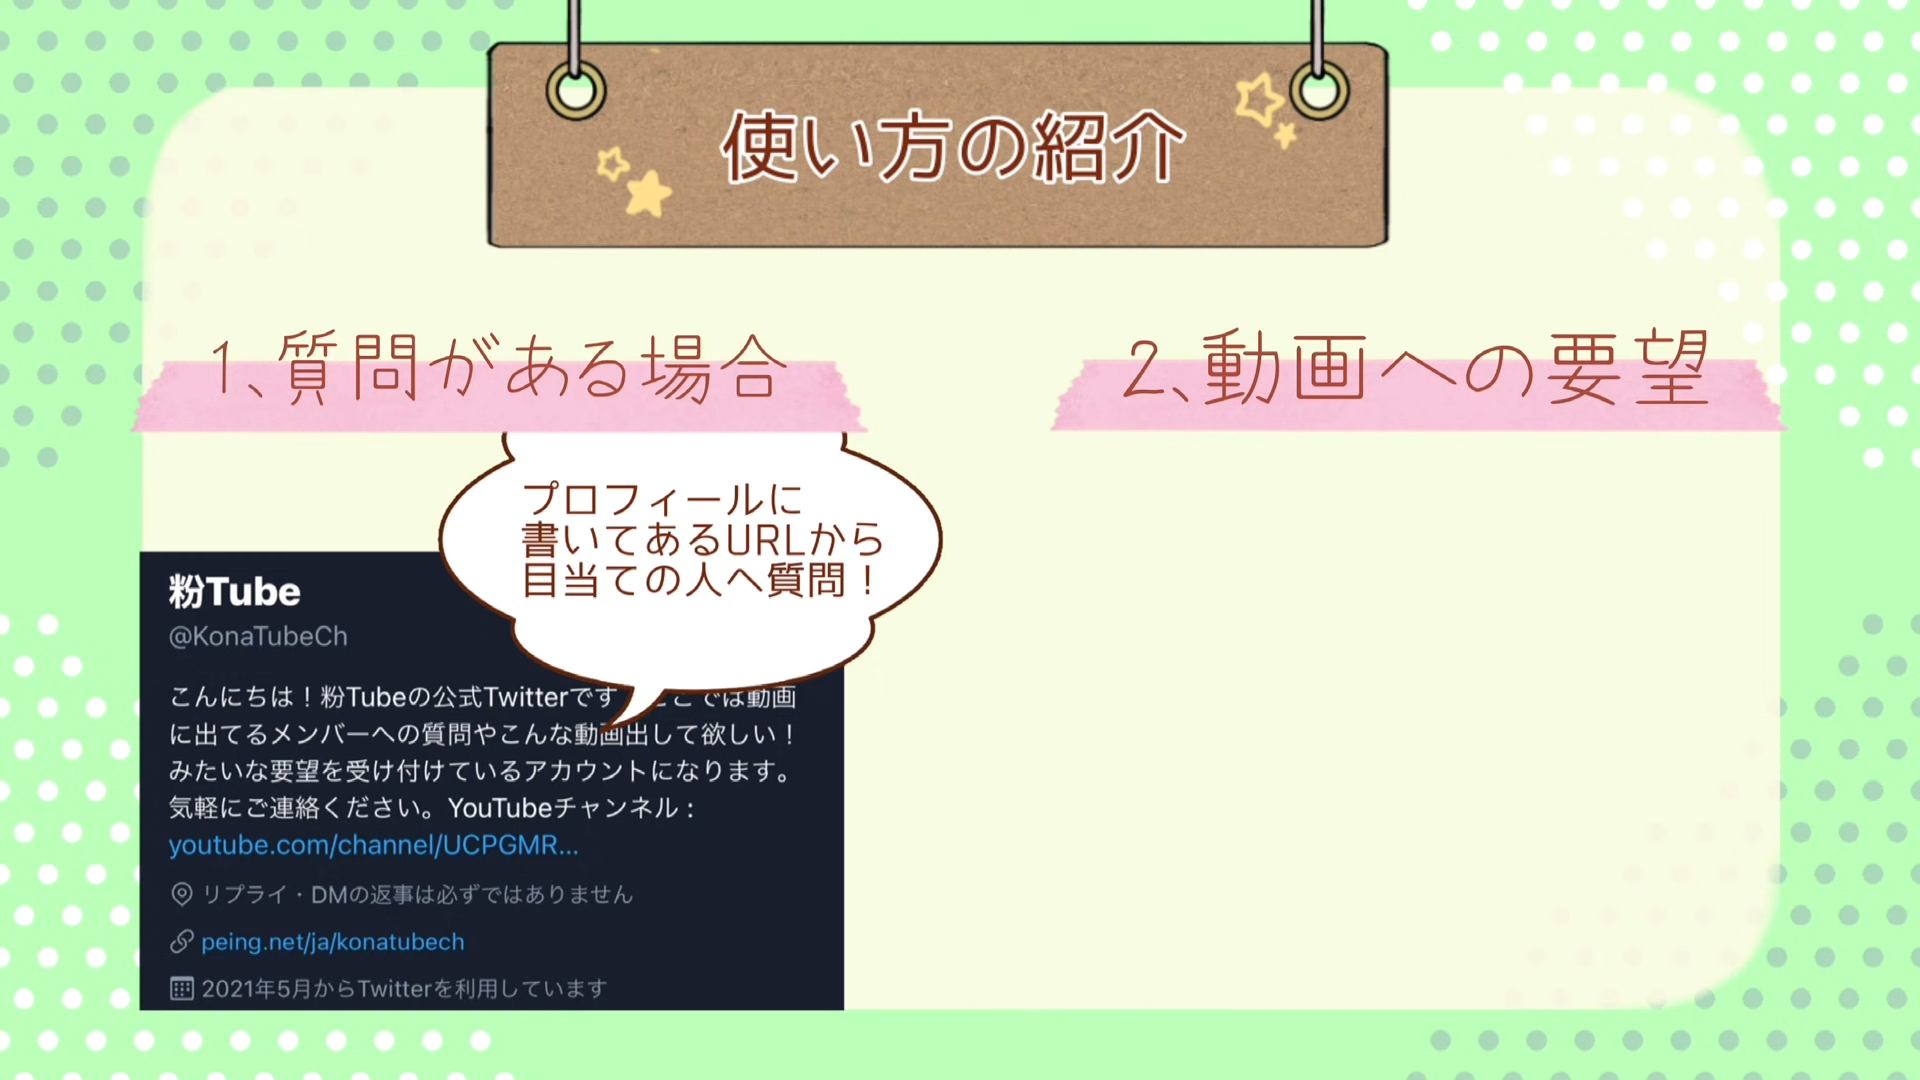 使い方の紹介
1、質問がある場合
2、動画への要望
プロフィールに
書いてあるURLから
目当ての人へ質問！
粉Tube
@KonaTubeCh
こんにちは！粉Tubeの公式Twitterです ここでは動画
に出てるメンバーへの質問やこんな動画出して欲しい！
みたいな要望を受け付けているアカウントになります。
気軽にご連絡ください。YouTubeチャンネル：
youtube.com/channel/UCPGMR...
リプライ・DMの返事は必ずではありません
peing.net/ja/konatubech
2021年5月からTwitterを利用しています